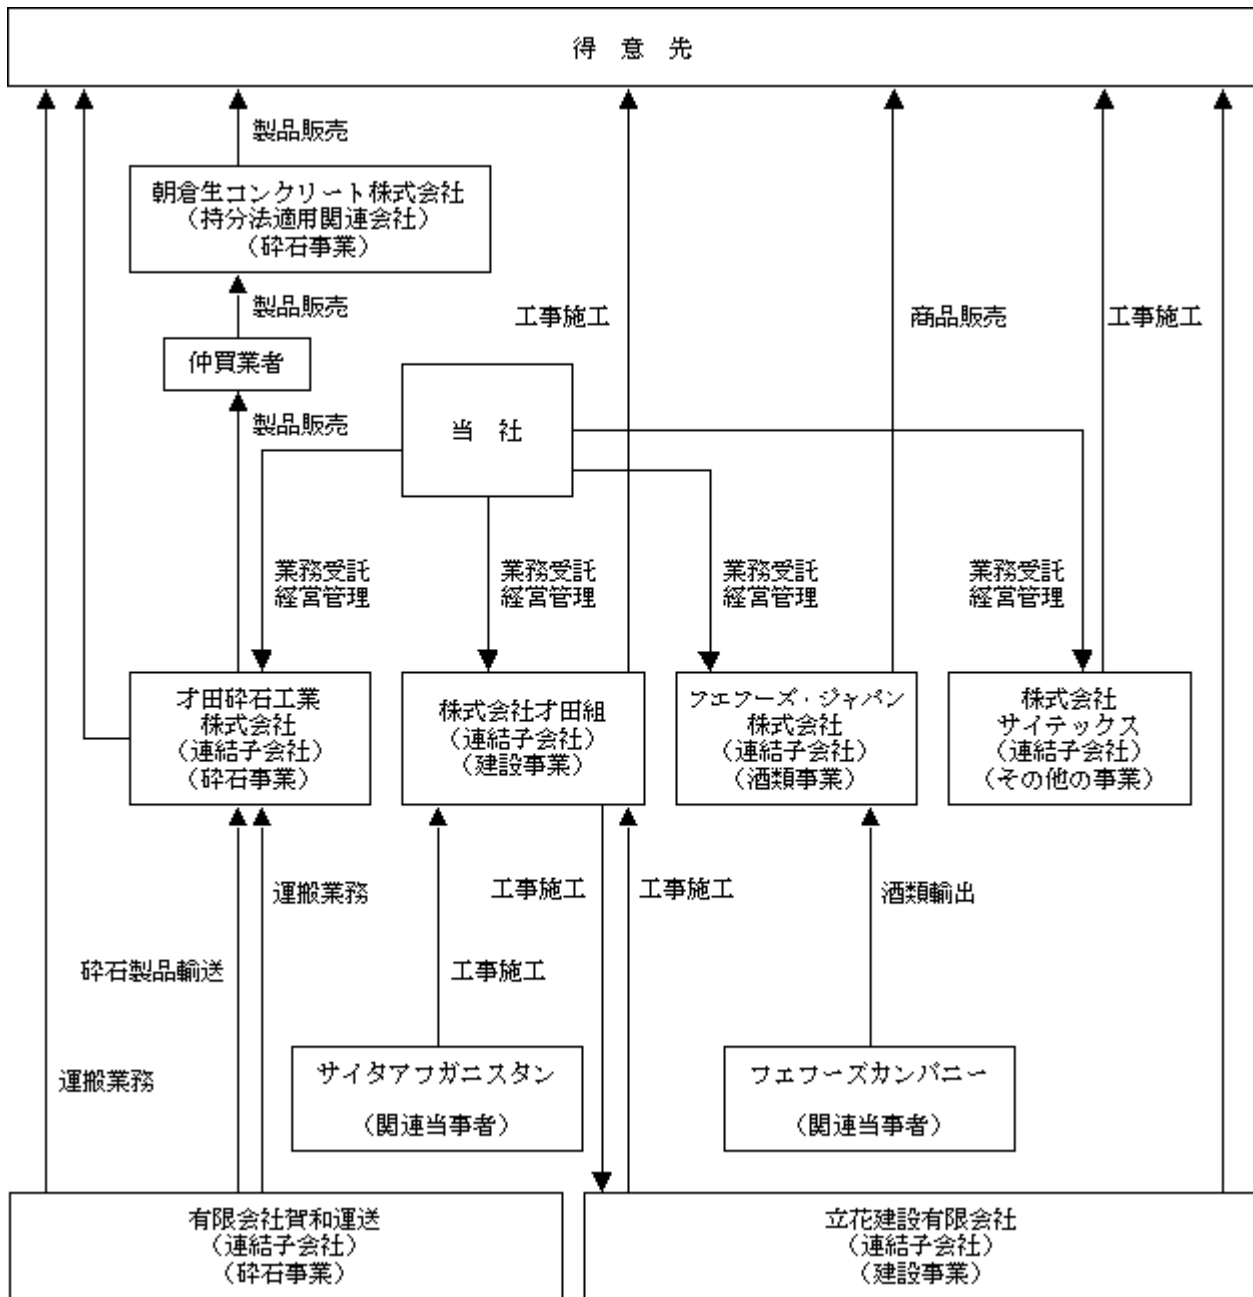 得 意 先
製品販売
朝倉生コンクリート株式会社
（持分法適用関連会社）
（砕石事業）
製品販売
工事施工
商品販売
工事施工
仲買業者
製品販売
当 社
業務受託
経営管理
業務受託
経営管理
業務受託
経営管理
業務受託
経営管理
才田砕石工業
株式会社
（連結子会社）
（砕石事業）
株式会社才田組
（連結子会社）
（建設事業）
フエフーズ・ジャパン
株式会社
（連結子会社）
（酒類事業）
株式会社
サイテックス
（連結子会社）
（その他の事業）
運搬業務
工事施工
工事施工
酒類輸出
砕石製品輸送
工事施工
運搬業務
サイタアフガニスタン
（関連当事者）
フェフーズカンパニー
（関連当事者）
有限会社賀和運送
（連結子会社）
（砕石事業）
立花建設有限会社
（連結子会社）
（建設事業）